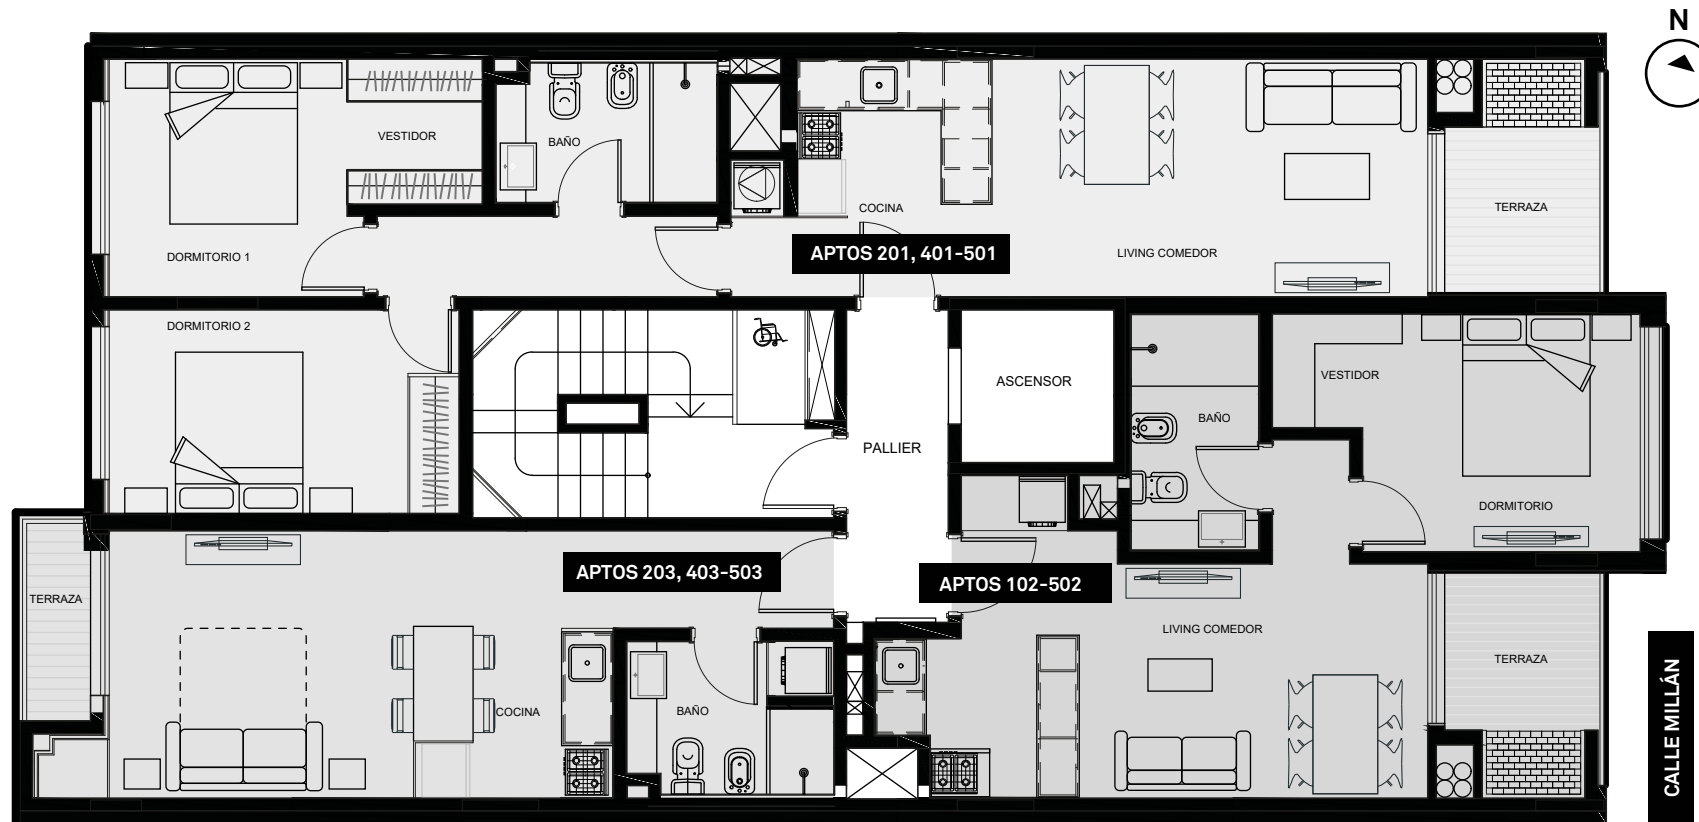 N
VESTIDOR
BAÑO
COCINA
TERRAZA
DORMITORIO 1
APTOS 201, 401-501
LIVING COMEDOR
DORMITORIO 2
ASCENSOR
VESTIDOR
BAÑO
PALLIER
DORMITORIO
APTOS 203, 403-503
APTOS 102-502
TERRAZA
LIVING COMEDOR
TERRAZA
COCINA
BAÑO
CALLE MILLÁN